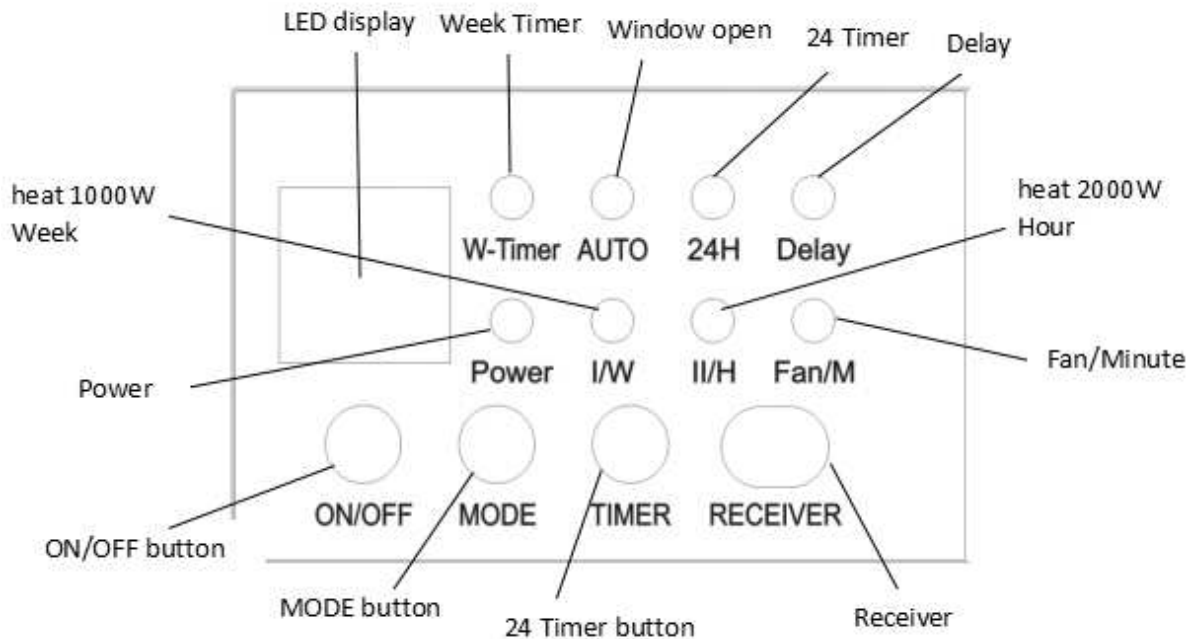 LED display
Week Timer
Window open
24 Timer
Delay
heat 1000W
Week
heat 2000W
Hour
W-Timer AUTO 24H Delay
Power I/W II/H Fan/M
Power
Fan/Minute
ON/OFF MODE TIMER RECEIVER
ON/OFF button
MODE button
24 Timer button
Receiver